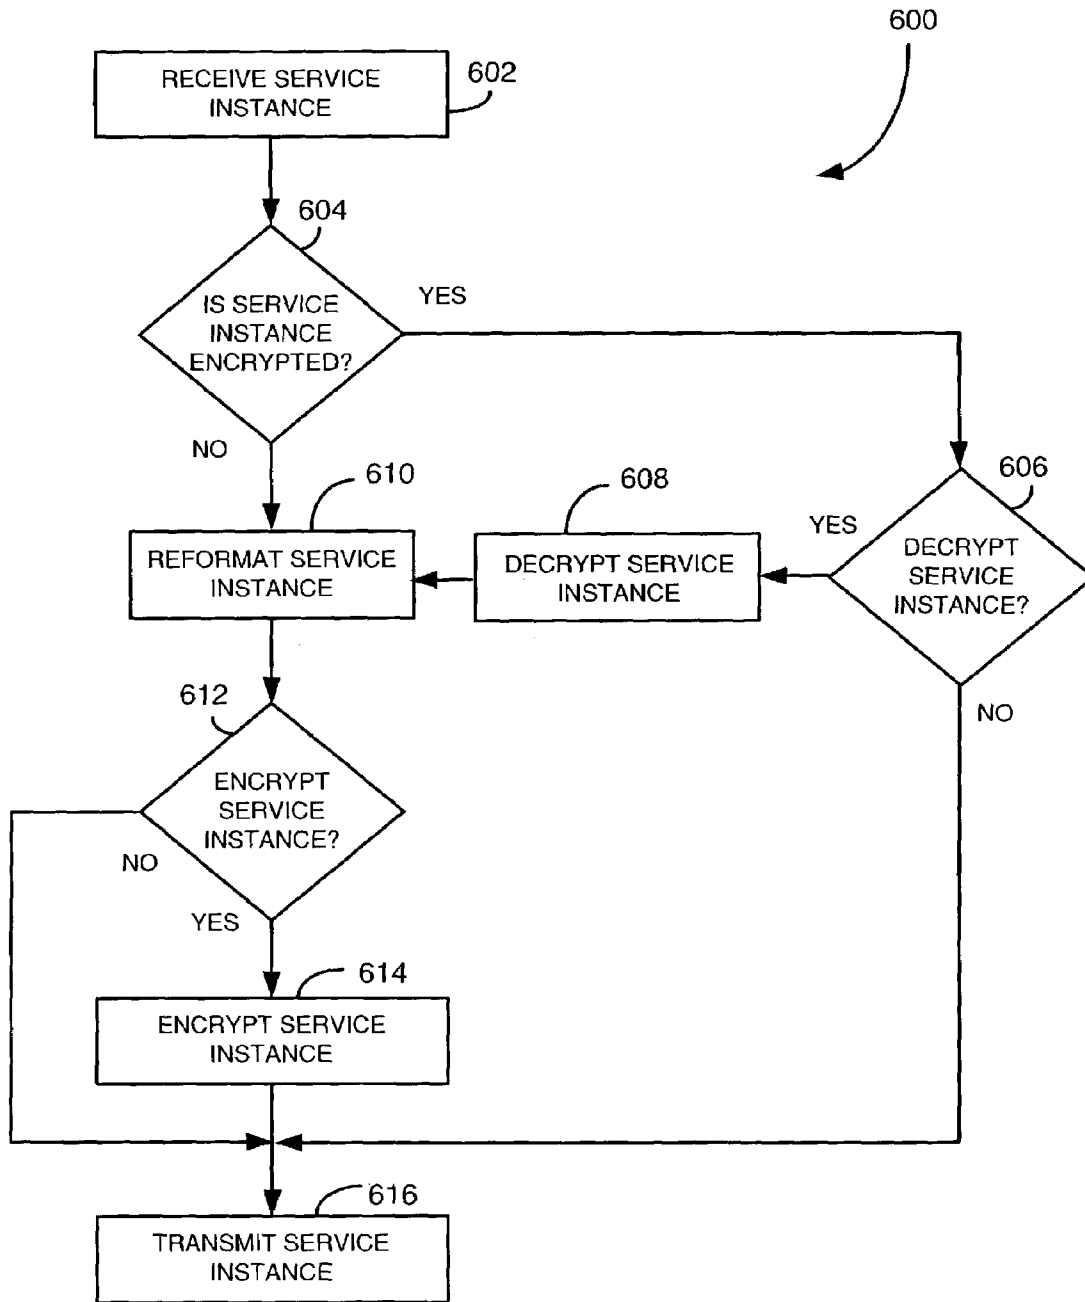 600
RECEIVE SERVICE
INSTANCE
602
604
IS SERVICE
INSTANCE
ENCRYPTED?
YES
NO
610
REFORMAT SERVICE
INSTANCE
608
DECRYPT SERVICE
INSTANCE
YES
606
DECRYPT
SERVICE
INSTANCE?
NO
612
ENCRYPT
SERVICE
INSTANCE?
NO
YES
614
ENCRYPT SERVICE
INSTANCE
616
TRANSMIT SERVICE
INSTANCE